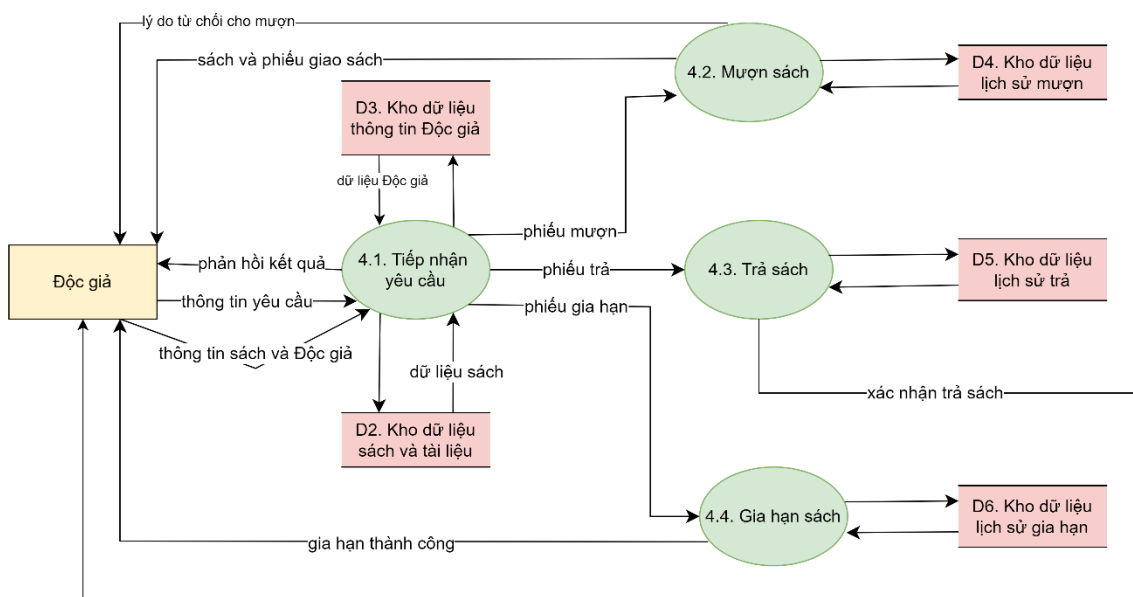 lý do từ chối cho mượn
sách và phiếu giao sách
4.2. Mượn sách
D4. Kho dữ liệu
lịch sử mượn
D3. Kho dữ liệu
thông tin Độc giả
dữ liệu Độc giả
phiếu mượn
Độc giả
phản hồi kết quả
4.1. Tiếp nhận
yêu cầu
phiếu trả
4.3. Trả sách
D5. Kho dữ liệu
lịch sử trả
thông tin yêu cầu
phiếu gia hạn
thông tin sách và Độc giả
dữ liệu sách
xác nhận trả sách
D2. Kho dữ liệu
sách và tài liệu
4.4. Gia hạn sách
D6. Kho dữ liệu
lịch sử gia hạn
gia hạn thành công